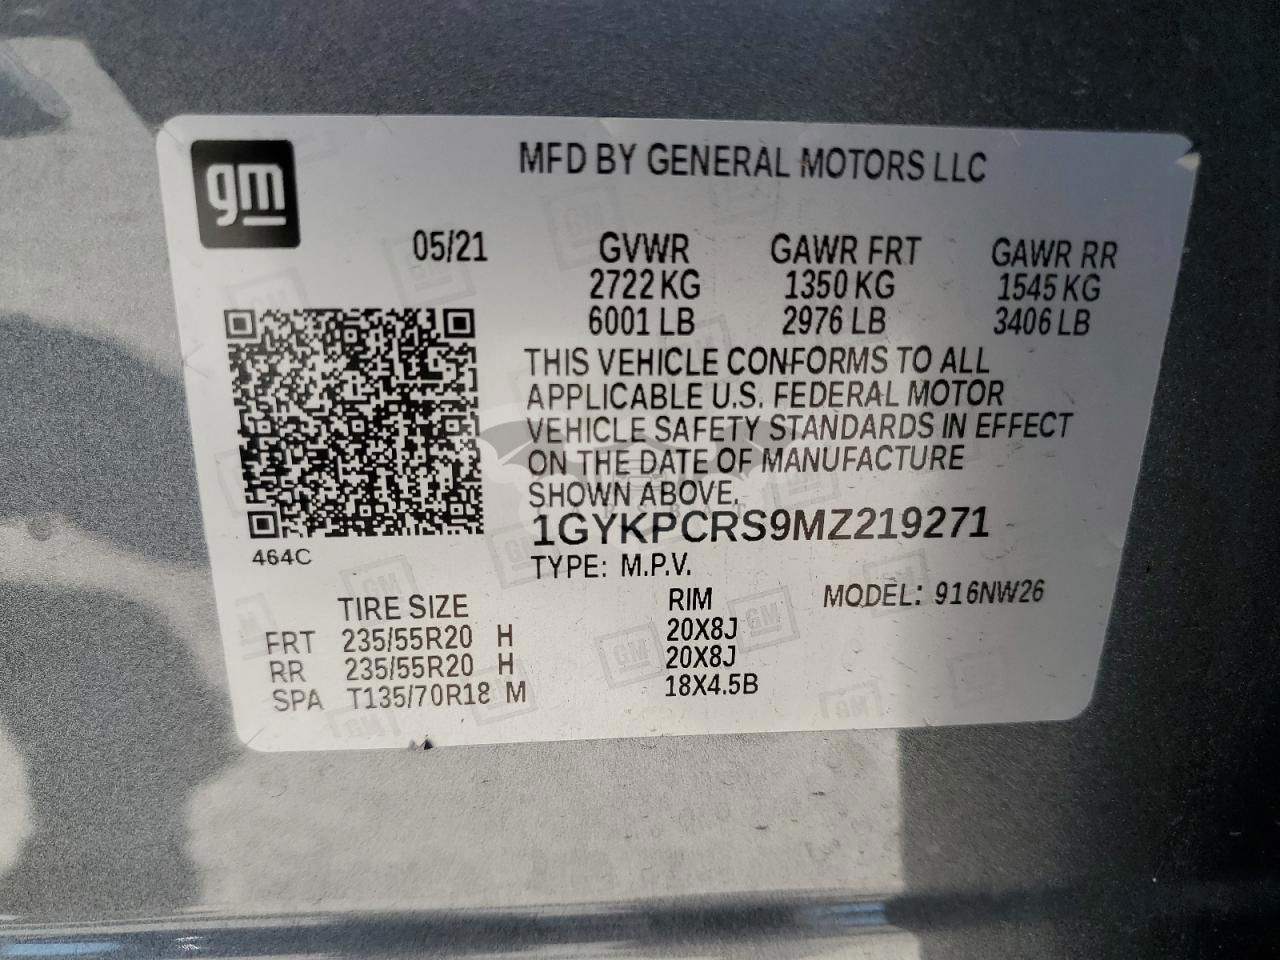 gm
MFD BY GENERAL MOTORS LLC
05/21 GVWR GAWR FRT GAWR RR
2722 KG 1350 KG 1545 KG
6001 LB 2976 LB 3406 LB
THIS VEHICLE CONFORMS TO ALL
APPLICABLE U.S. FEDERAL MOTOR
VEHICLE SAFETY STANDARDS IN EFFECT
ON THE DATE OF MANUFACTURE
SHOWN ABOVE.
1GYKPCRS9MZ219271
464C
TYPE: M.P.V.
TIRE SIZE RIM MODEL: 916NW26
FRT 235/55R20 H 20X8J
RR 235/55R20 H 20X8J
SPA T135/70R18 M 18X4.5B